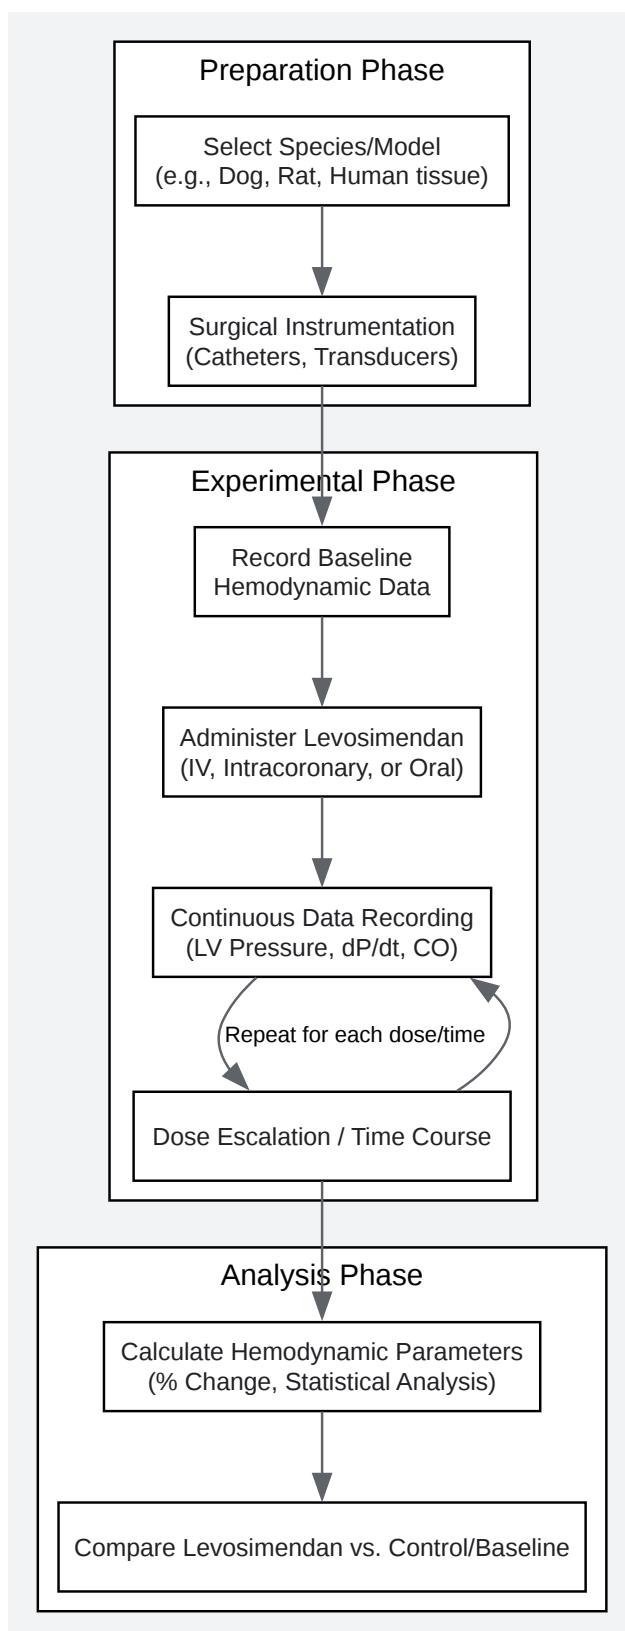 Preparation Phase
Select Species/Model
(e.g., Dog, Rat, Human tissue)
Surgical Instrumentation
(Catheters, Transducers)
Experimental Phase
Record Baseline
Hemodynamic Data
Administer Levosimendan
(IV, Intracoronary, or Oral)
Continuous Data Recording
(LV Pressure, dP/dt, CO)
Repeat for each dose/time
Dose Escalation / Time Course
Analysis Phase
Calculate Hemodynamic Parameters
(% Change, Statistical Analysis)
Compare Levosimendan vs. Control/Baseline